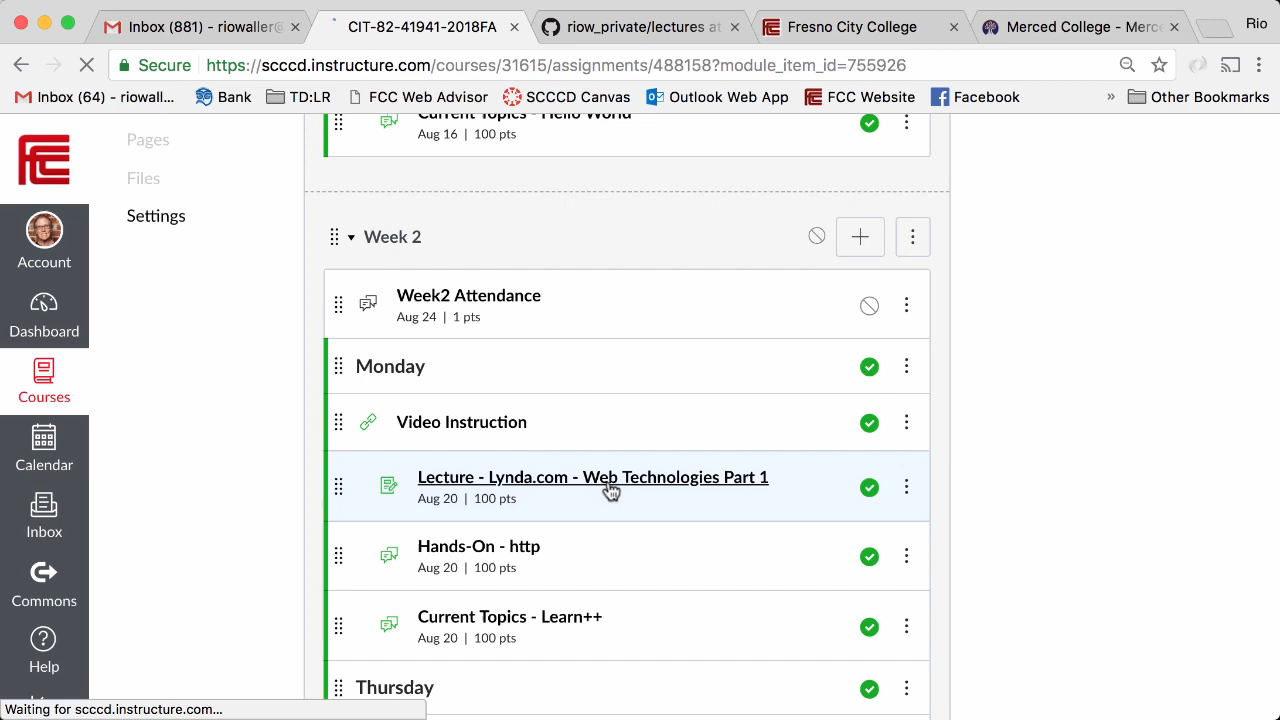 Inbox (881) - riowaller@
CIT-82-41941-2018FA
riow_private/lectures at
Fresno City College
Merced College - Merce
Rio
Secure
https://scccd.instructure.com/courses/31615/assignments/488158?module_item_id=755926
Inbox (64) - riowall...
Bank
TD:LR
FCC Web Advisor
SCCCD Canvas
Outlook Web App
FCC Website
Facebook
»
Other Bookmarks
Account
Dashboard
Courses
Calendar
Inbox
Commons
Help
Pages
Files
Settings
Current Topics - Hello World
Aug 16 | 100 pts
Week 2
Week2 Attendance
Aug 24 | 1 pts
Monday
Video Instruction
Lecture - Lynda.com - Web Technologies Part 1
Aug 20 | 100 pts
Hands-On - http
Aug 20 | 100 pts
Current Topics - Learn++
Aug 20 | 100 pts
Thursday
Waiting for scccd.instructure.com...